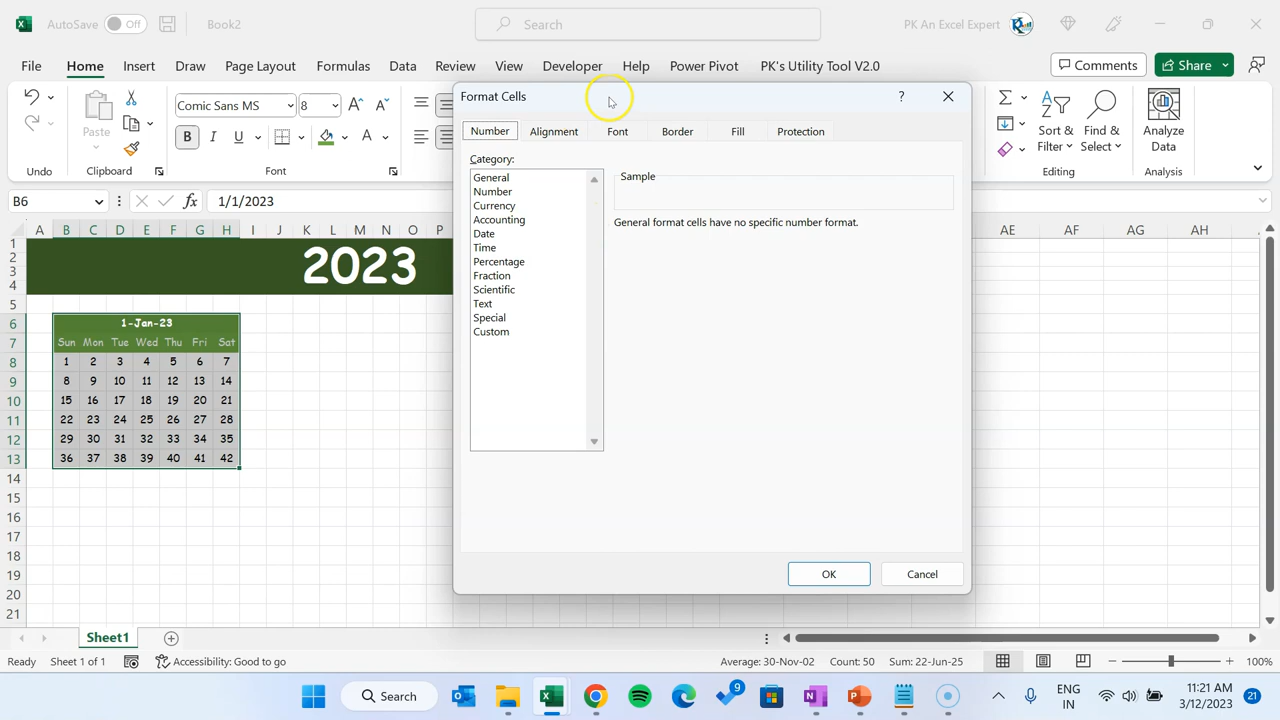 AutoSave Off Book2 Search PK An Excel Expert
File Home Insert Draw Page Layout Formulas Data Review View Developer Help Power Pivot PK's Utility Tool V2.0 Comments Share
Paste Comic Sans MS 8 B I U A A A Sort & Filter Find & Select Analyze Data
Undo Clipboard Font Editing Analysis
B6 fx 1/1/2023
A B C D E F G H I J K L M N O P AE AF AG AH
1
2
3
4
2023
5
6 1-Jan-23
7 Sun Mon Tue Wed Thu Fri Sat
8 1 2 3 4 5 6 7
9 8 9 10 11 12 13 14
10 15 16 17 18 19 20 21
11 22 23 24 25 26 27 28
12 29 30 31 32 33 34 35
13 36 37 38 39 40 41 42
14
15
16
17
18
19
20
21
Format Cells ?
Number Alignment Font Border Fill Protection
Category:
General
Number
Currency
Accounting
Date
Time
Percentage
Fraction
Scientific
Text
Special
Custom
Sample
General format cells have no specific number format.
OK Cancel
Sheet1
Ready Sheet 1 of 1 Accessibility: Good to go Average: 30-Nov-02 Count: 50 Sum: 22-Jun-25 100%
Search 9 ENG IN 11:21 AM 3/12/2023 21